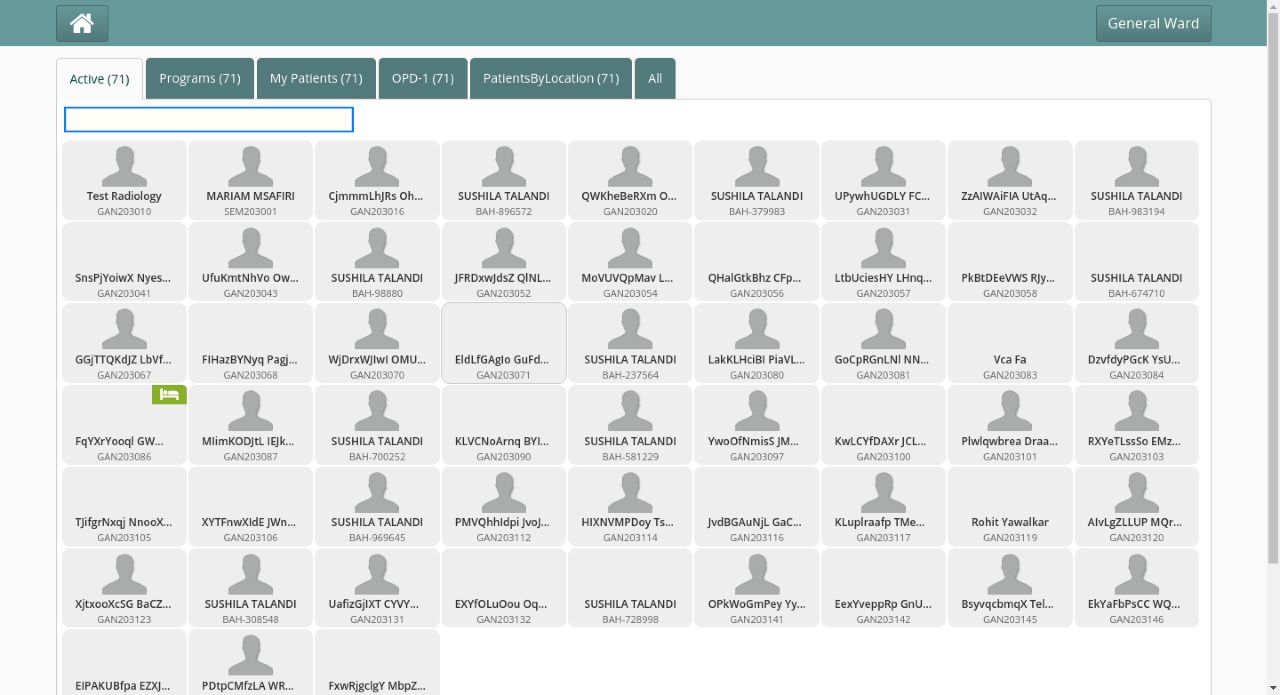 General Ward
Active (71)
Programs (71)
My Patients (71)
OPD-1 (71)
PatientsByLocation (71)
All
Test Radiology
GAN203010
MARIAM MSAFIRI
SEM203001
CjmmmLhJRs Oh...
GAN203016
SUSHILA TALANDI
BAH-896572
QWKheBeRXm O...
GAN203020
SUSHILA TALANDI
BAH-379983
UPywhUGDLY FC...
GAN203031
ZzAIWAiFIA UtAq...
GAN203032
SUSHILA TALANDI
BAH-983194
SnsPjYoiwX Nyes...
GAN203041
UfuKmtNhVo Ow...
GAN203043
SUSHILA TALANDI
BAH-98880
JFRDxwJdsZ QlNL...
GAN203052
MoVUVQpMav L...
GAN203054
QHalGtkBhz CFp...
GAN203056
LtbUciesHY LHnq...
GAN203057
PkBtDEeVWS RJy...
GAN203058
SUSHILA TALANDI
BAH-674710
GGjTTQKdJZ LbVf...
GAN203067
FIHazBYNyq Pagj...
GAN203068
WjDrxWJIwI OMU...
GAN203070
EldLfGAgIo GuFd...
GAN203071
SUSHILA TALANDI
BAH-237564
LakKLHciBI PiaVL...
GAN203080
GoCpRGnLNl NN...
GAN203081
Vca Fa
GAN203083
DzvfdyPGcK YsU...
GAN203084
FqYXrYooql GW...
GAN203086
MIimKODJtL IEJk...
GAN203087
SUSHILA TALANDI
BAH-700252
KLVCNoArnq BYI...
GAN203090
SUSHILA TALANDI
BAH-581229
YwoOfNmisS JM...
GAN203097
KwLCYfDAXr JCL...
GAN203100
Plwlqwbrea Draa...
GAN203101
RXYeTLssSo EMz...
GAN203103
TJifgrNxqj NnooX...
GAN203105
XYTFnwXIdE JWn...
GAN203106
SUSHILA TALANDI
BAH-969645
PMVQhhIdpi JvoJ...
GAN203112
HIXNVMPDoy Ts...
GAN203114
JvdBGAuNjL GaC...
GAN203116
KLuplraafp TMe...
GAN203117
Rohit Yawalkar
GAN203119
AIvLgZLLUP MQr...
GAN203120
XjtxooXcSG BaCZ...
GAN203123
SUSHILA TALANDI
BAH-308548
UafizGjIXT CYVY...
GAN203131
EXYfOLuOou Oq...
GAN203132
SUSHILA TALANDI
BAH-728998
OPkWoGmPey Yy...
GAN203141
EexYveppRp GnU...
GAN203142
BsyvqcbmqX Tel...
GAN203145
EkYaFbPsCC WQ...
GAN203146
EIPAKUBfpa EZXJ...
PDtpCMfzLA WR...
FxwRjgclgY MbpZ...